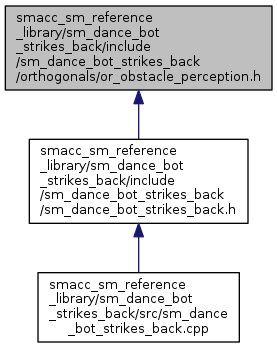 smacc_sm_reference
_library/sm_dance_bot
_strikes_back/include
/sm_dance_bot_strikes_back
/orthogonals/or_obstacle_perception.h
smacc_sm_reference
_library/sm_dance_bot
_strikes_back/include
/sm_dance_bot_strikes_back
/sm_dance_bot_strikes_back.h
smacc_sm_reference
_library/sm_dance_bot
_strikes_back/src/sm_dance
_bot_strikes_back.cpp